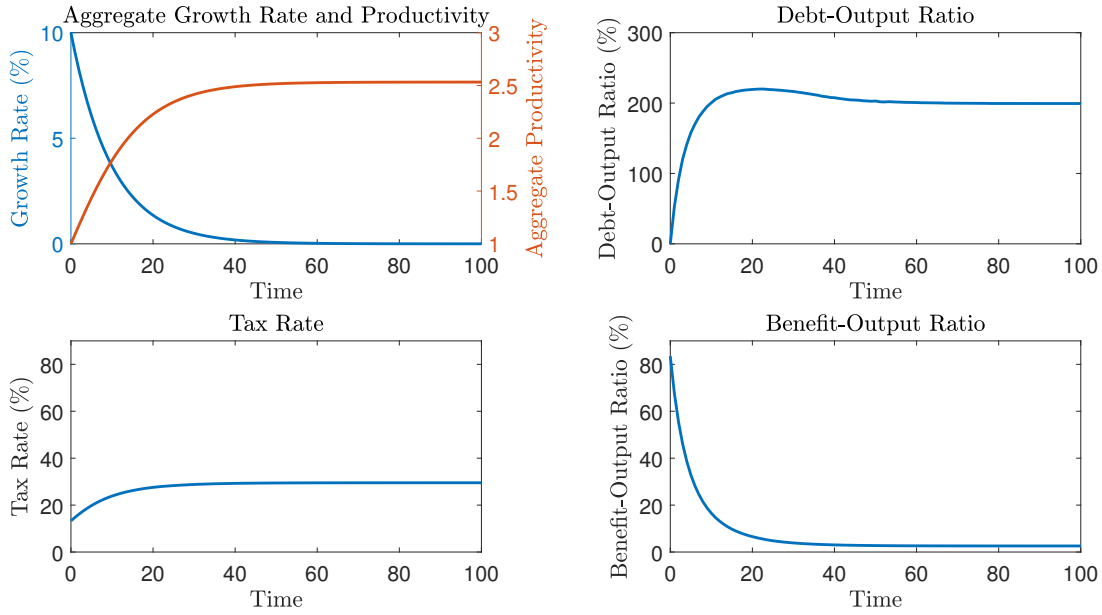 Aggregate Growth Rate and Productivity
10
5
0
Growth Rate (%)
3
2.5
2
1.5
1
Aggregate Productivity
0 20 40 60 80 100
Time
Debt-Output Ratio
300
200
100
0
Debt-Output Ratio (%)
0 20 40 60 80 100
Time
Tax Rate
80
60
40
20
0
Tax Rate (%)
0 20 40 60 80 100
Time
Benefit-Output Ratio
80
60
40
20
0
Benefit-Output Ratio (%)
0 20 40 60 80 100
Time